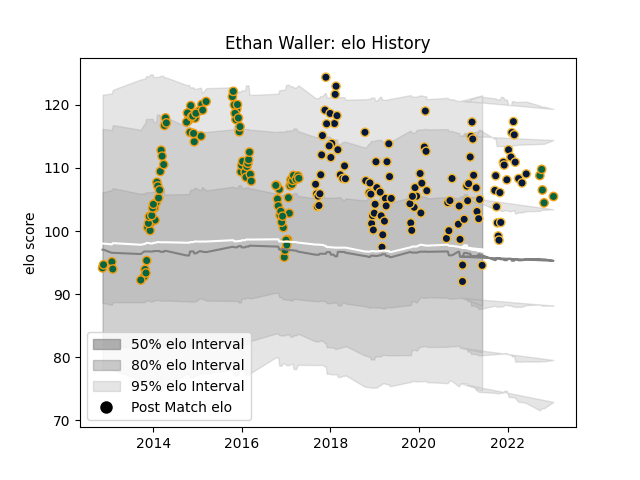 Ethan Waller: elo History
elo score
120
110
100
90
80
70
50% elo Interval
80% elo Interval
95% elo Interval
Post Match elo
2014
2016
2018
2020
2022